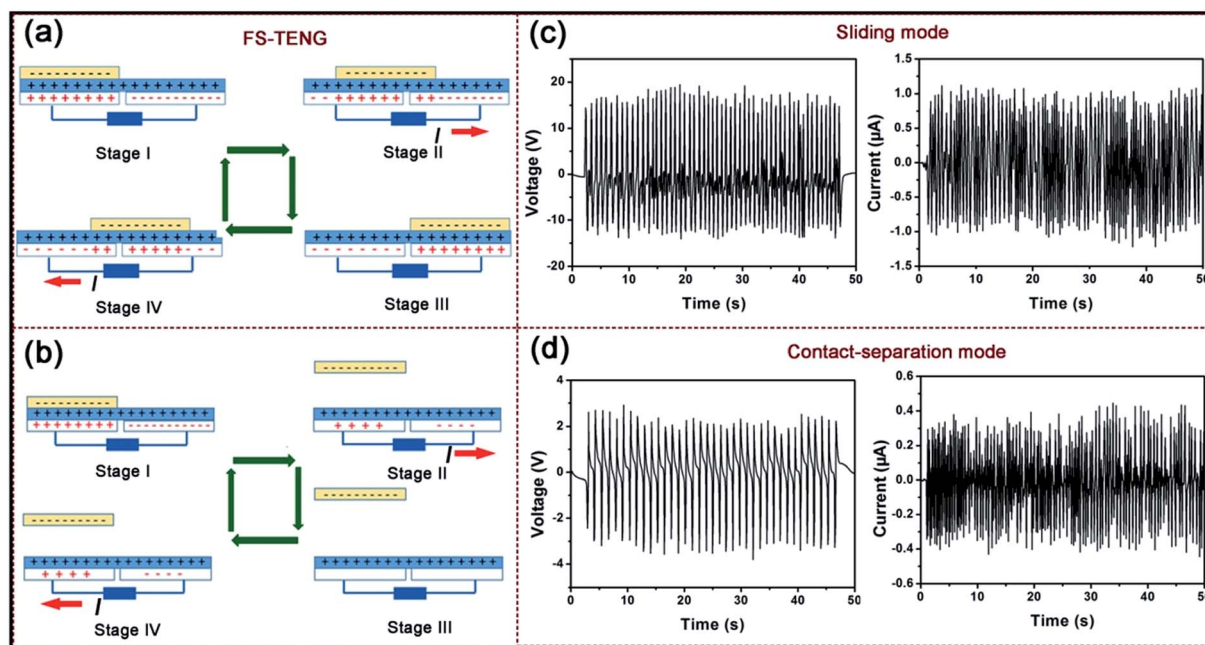 (a)
FS-TENG
Stage I
I
Stage II
I
Stage IV
Stage III
(b)
Stage I
I
Stage II
I
Stage IV
Stage III
(c)
Sliding mode
Voltage (V)
20
10
0
-10
-20
0 10 20 30 40 50
Time (s)
Current (µA)
1.5
1.0
0.5
0.0
-0.5
-1.0
-1.5
0 10 20 30 40 50
Time (s)
(d)
Contact-separation mode
Voltage (V)
4
2
0
-2
-4
0 10 20 30 40 50
Time (s)
Current (µA)
0.6
0.4
0.2
0.0
-0.2
-0.4
-0.6
0 10 20 30 40 50
Time (s)